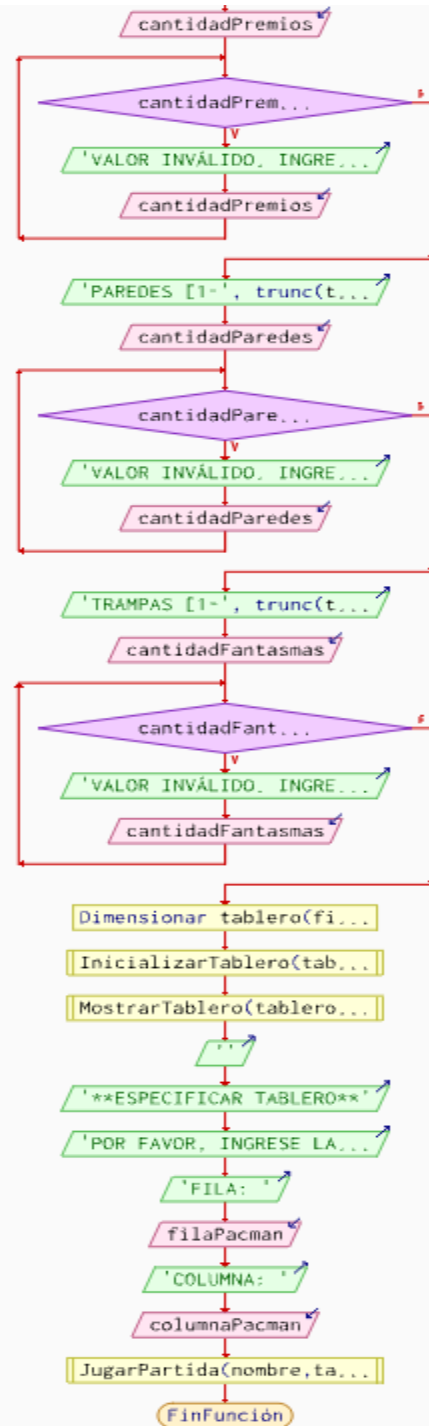 cantidadPremios
cantidadPrem...
F
V
'VALOR INVÁLIDO, INGRE...
cantidadPremios
'PAREDES [1-', trunc(t...
cantidadParedes
cantidadPare...
F
V
'VALOR INVÁLIDO, INGRE...
cantidadParedes
'TRAMPAS [1-', trunc(t...
cantidadFantasmas
cantidadFant...
F
V
'VALOR INVÁLIDO, INGRE...
cantidadFantasmas
Dimensionar tablero(fi...
InicializarTablero(tab...
MostrarTablero(tablero...
''
'**ESPECIFICAR TABLERO**'
'POR FAVOR, INGRESE LA...
'FILA: '
filaPacman
'COLUMNA: '
columnaPacman
JugarPartida(nombre,ta...
FinFunción